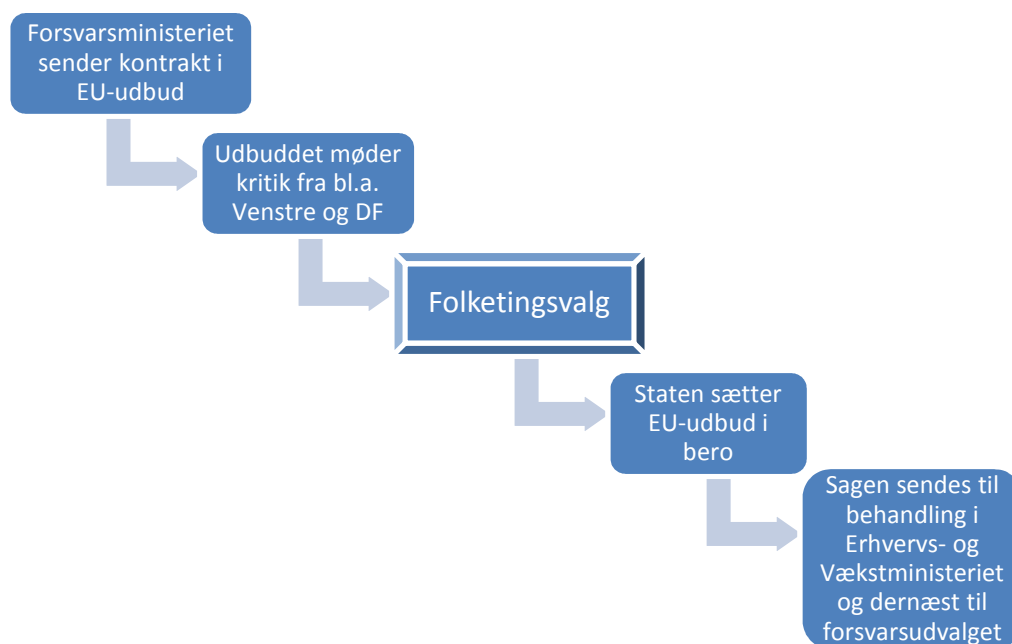 Forsvarsministeriet
sender kontrakt i
EU-udbud
Udbuddet møder
kritik fra bl.a.
Venstre og DF
Folketingsvalg
Staten sætter
EU-udbud i
bero
Sagen sendes til
behandling i
Erhvervs- og
Vækstministeriet
og dernæst til
forsvarsudvalget